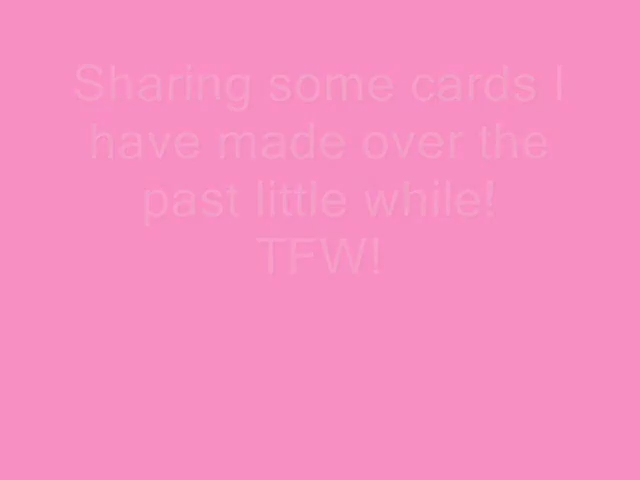 Sharing some cards I
have made over the
past little while!
TFW!